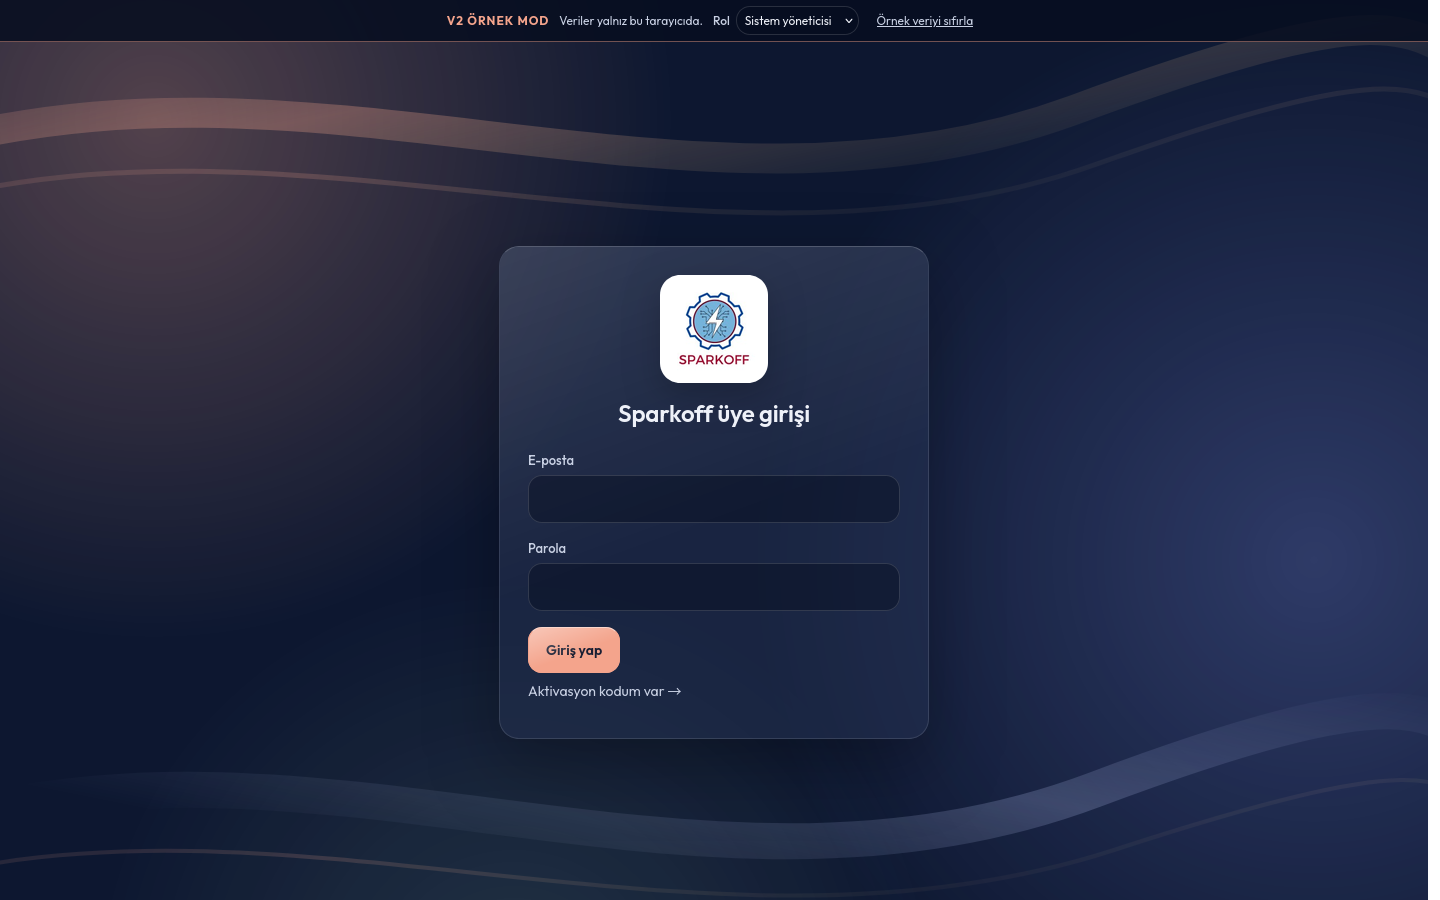 V2 ÖRNEK MOD Veriler yalnız bu tarayıcıda. Rol Sistem yöneticisi Örnek veriyi sıfırla
SPARKOFF
Sparkoff üye girişi
E-posta
Parola
Giriş yap
Aktivasyon kodum var →